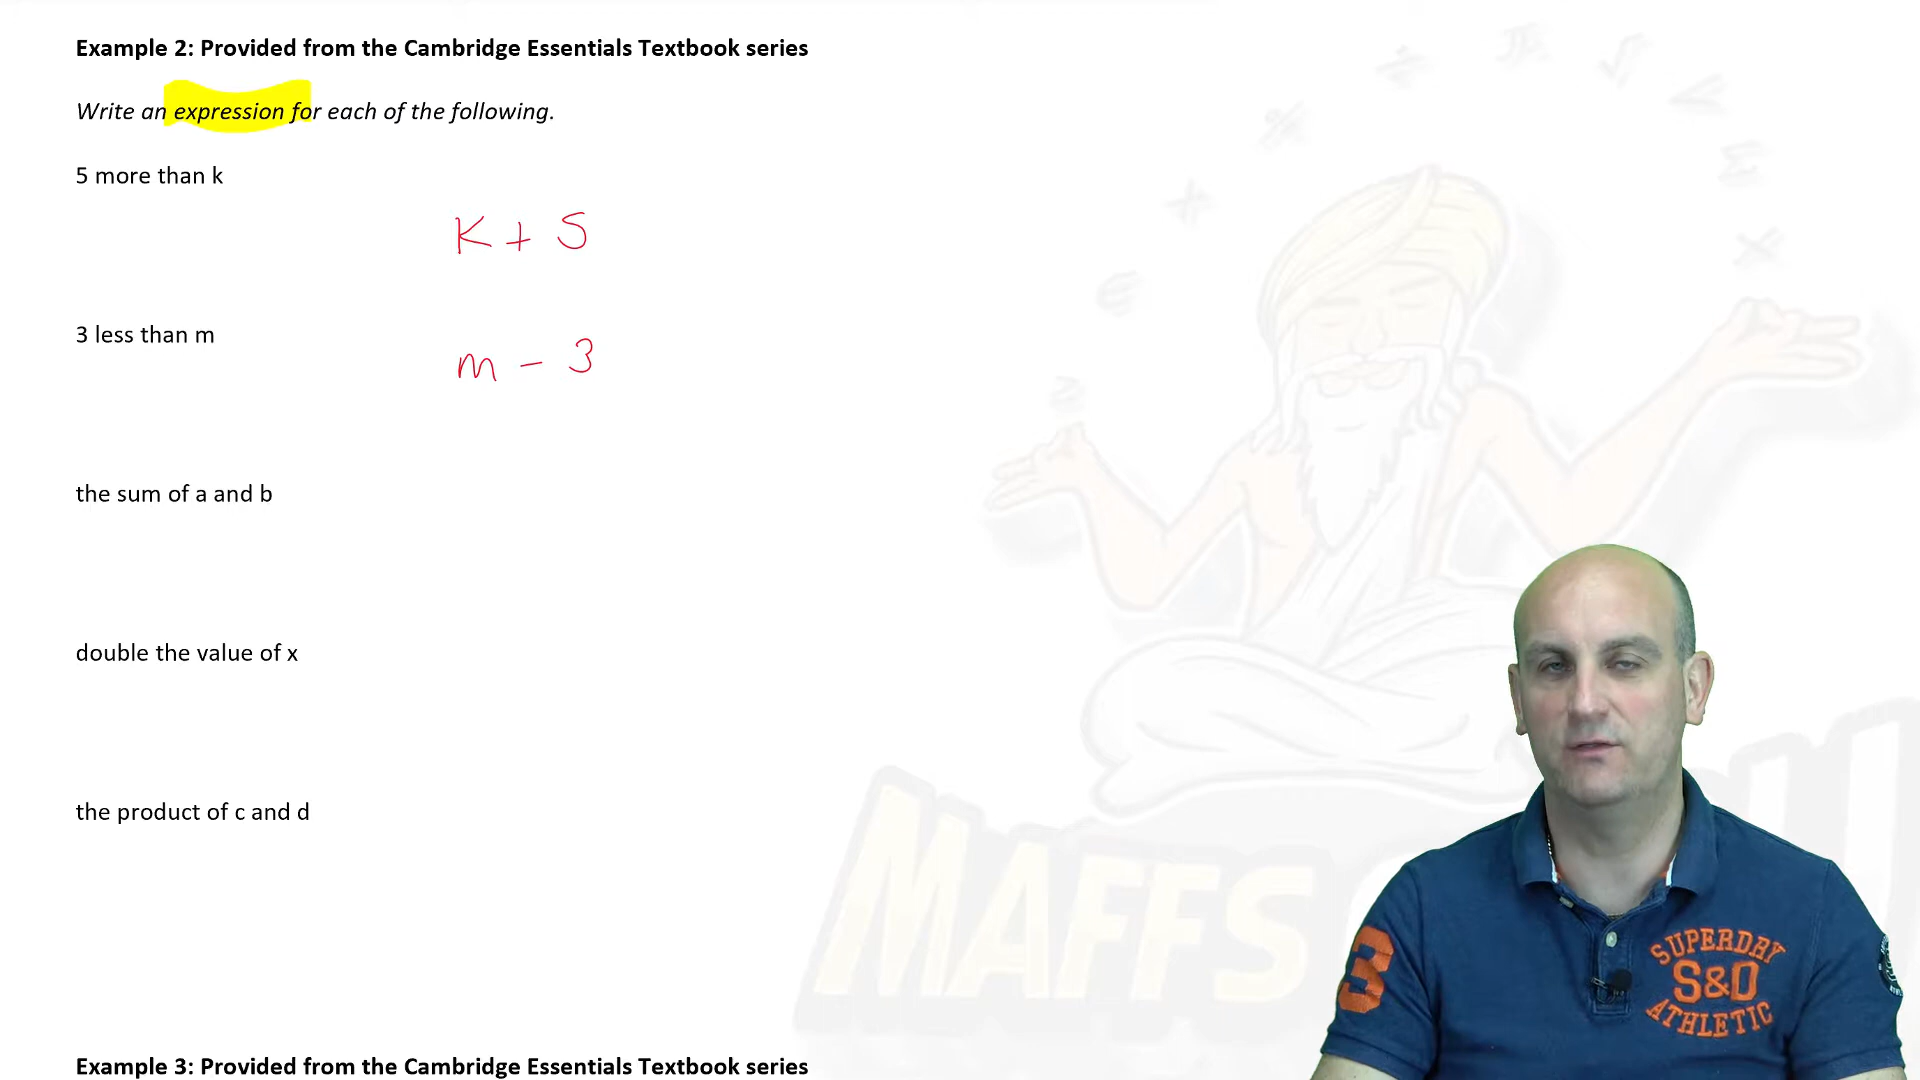 Example 2: Provided from the Cambridge Essentials Textbook series
Write an expression for each of the following.
5 more than k
K + 5
3 less than m
m - 3
the sum of a and b
double the value of x
the product of c and d
MAFFS
3
SUPERDRY
S&D
ATHLETIC
Example 3: Provided from the Cambridge Essentials Textbook series